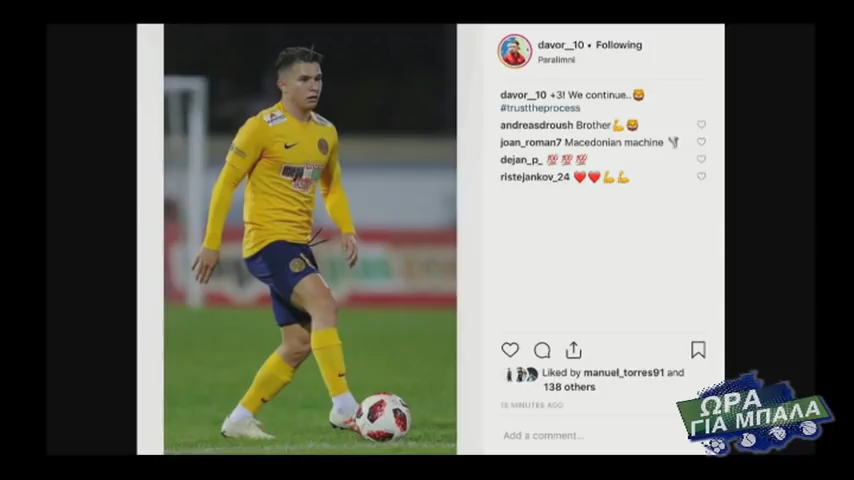 davor__10 • Following
Paralimni
davor__10 +3! We continue..🦁
#trusttheprocess
andreasdroush Brother💪🦁
joan_roman7 Macedonian machine
dejan_p_ 💯 💯 💯
ristejankov_24 ❤️❤️💪💪
Liked by manuel_torres91 and
138 others
15 MINUTES AGO
Add a comment...
ΩΡΑ
ΓΙΑ ΜΠΑΛΑ